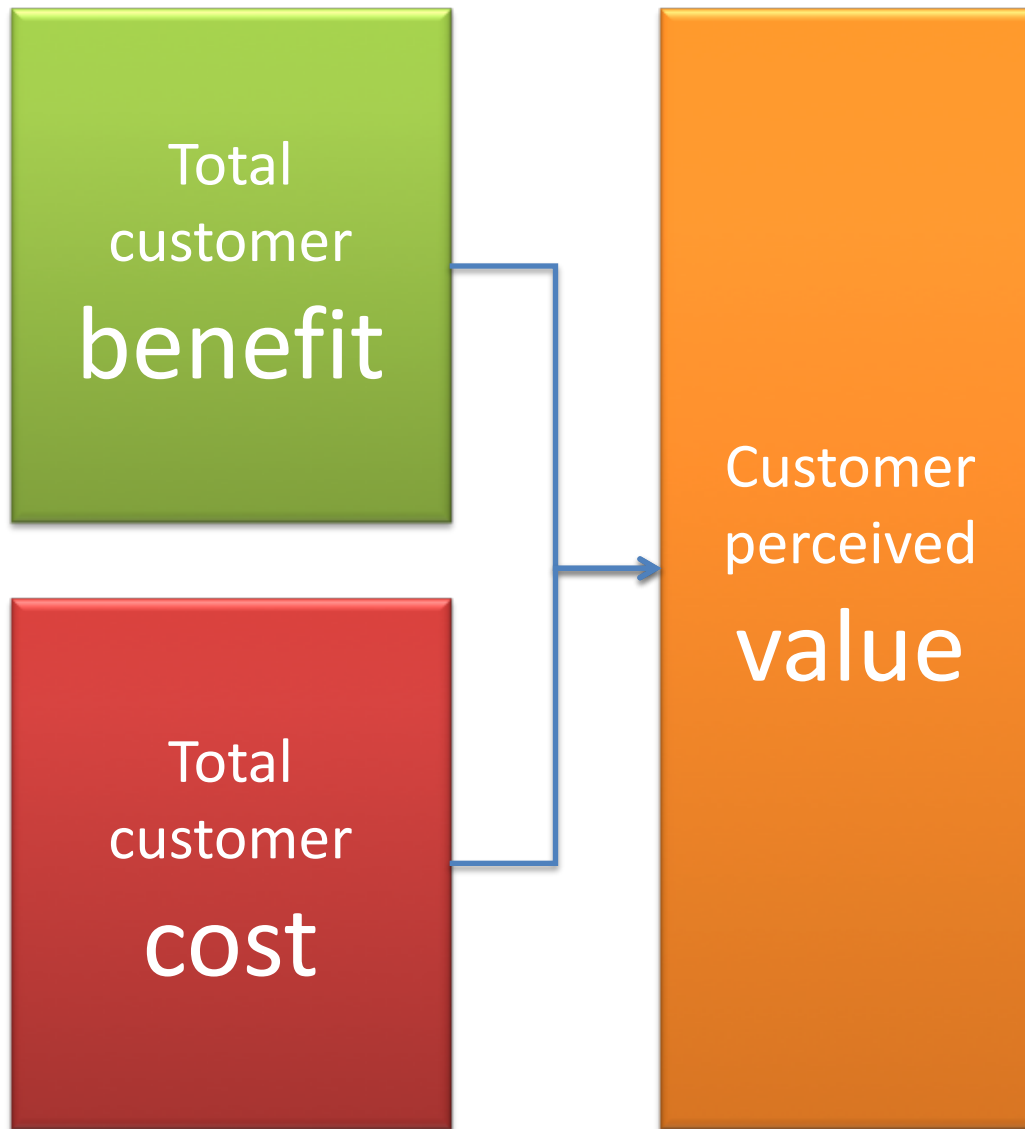 Total
customer
benefit
Total
customer
cost
Customer
perceived
value